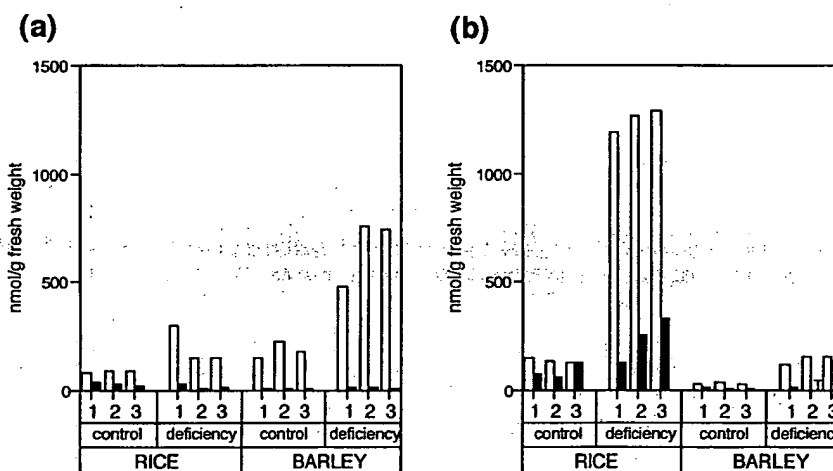 (a)
1500
1000
500
0
nmol/g fresh weight
1 2 3 1 2 3 1 2 3 1 2 3
control deficiency control deficiency
RICE BARLEY
(b)
1500
1000
500
0
nmol/g fresh weight
1 2 3 1 2 3 1 2 3 1 2 3
control deficiency control deficiency
RICE BARLEY